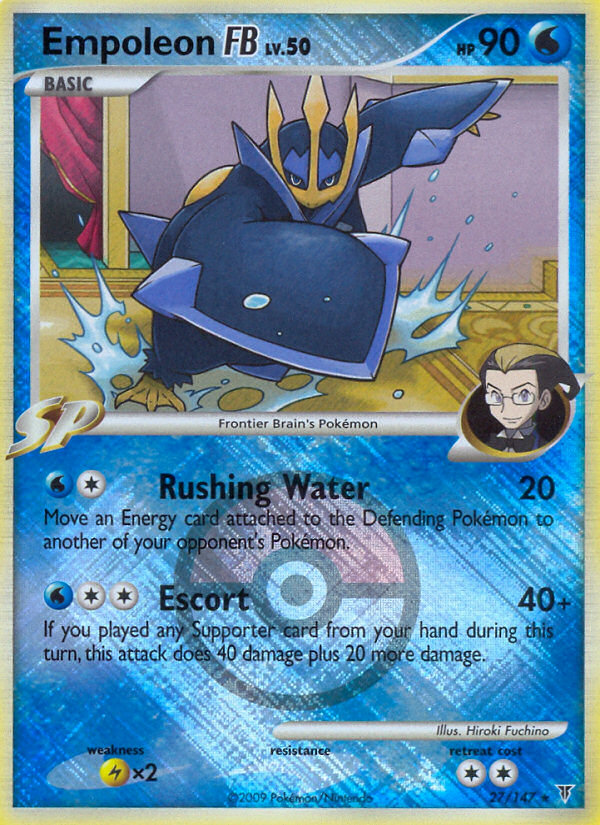 Empoleon FB LV.50 HP 90
BASIC
SP
Frontier Brain's Pokémon
Rushing Water 20
Move an Energy card attached to the Defending Pokémon to
another of your opponent's Pokémon.
Escort 40+
If you played any Supporter card from your hand during this
turn, this attack does 40 damage plus 20 more damage.
Illus. Hiroki Fuchino
weakness resistance retreat cost
×2
©2009 Pokémon/Nintendo 27/147 ★